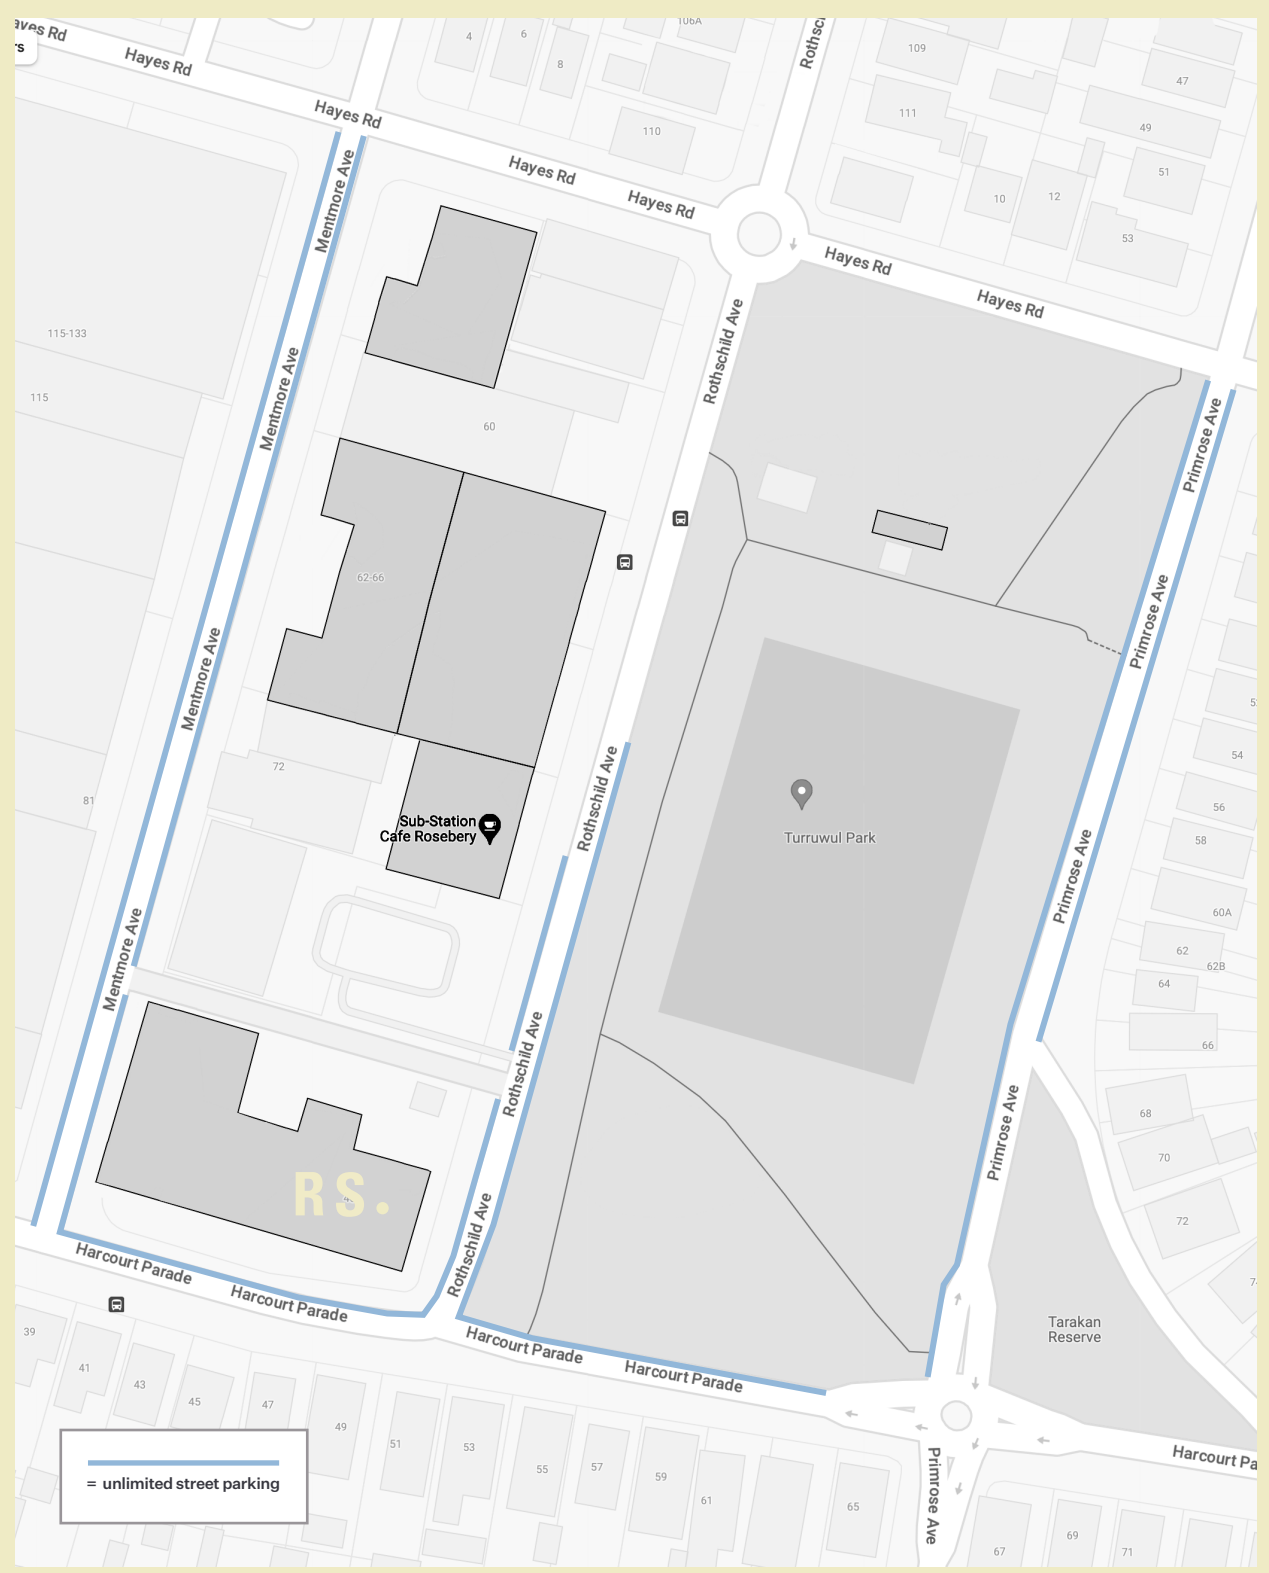 ayes Rd
rs
Hayes Rd
Hayes Rd
Hayes Rd
Hayes Rd
Hayes Rd
Hayes Rd
4
6
8
106A
110
109
111
47
49
51
10
12
53
Mentmore Ave
Mentmore Ave
Mentmore Ave
Mentmore Ave
Rothsc
Rothschild Ave
Rothschild Ave
Rothschild Ave
Rothschild Ave
Primrose Ave
Primrose Ave
Primrose Ave
Primrose Ave
Primrose Ave
115-133
115
60
62-66
72
81
Sub-Station
Cafe Rosebery
Turruwul Park
54
56
58
60A
62
62B
64
66
68
70
72
RS.
Harcourt Parade
Harcourt Parade
Harcourt Parade
Harcourt Parade
Harcourt Pa
Tarakan
Reserve
39
41
43
45
47
49
51
53
55
57
59
61
65
67
69
71
= unlimited street parking